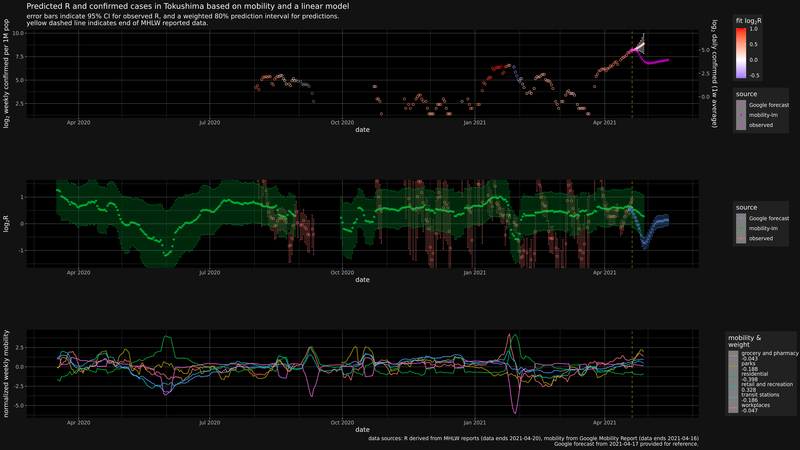 Predicted R and confirmed cases in Tokushima based on mobility and a linear model
error bars indicate 95% CI for observed R, and a weighted 80% prediction interval for predictions.
yellow dashed line indicates end of MHLW reported data.
log₂ weekly confirmed per 1M pop
10.0
7.5
5.0
2.5
log₂ daily confirmed (1w average)
5.0
2.5
0.0
Apr 2020
Jul 2020
Oct 2020
Jan 2021
Apr 2021
date
fit log₂R
1.0
0.5
0.0
-0.5
source
Google forecast
mobility-lm
observed
log₂R
1
0
-1
Apr 2020
Jul 2020
Oct 2020
Jan 2021
Apr 2021
date
source
Google forecast
mobility-lm
observed
normalized weekly mobility
2.5
0.0
-2.5
-5.0
Apr 2020
Jul 2020
Oct 2020
Jan 2021
Apr 2021
date
mobility &
weight
grocery and pharmacy
-0.043
parks
-0.188
residential
-0.398
retail and recreation
0.328
transit stations
-0.186
workplaces
-0.047
data sources: R derived from MHLW reports (data ends 2021-04-20), mobility from Google Mobility Report (data ends 2021-04-16)
Google forecast from 2021-04-17 provided for reference.